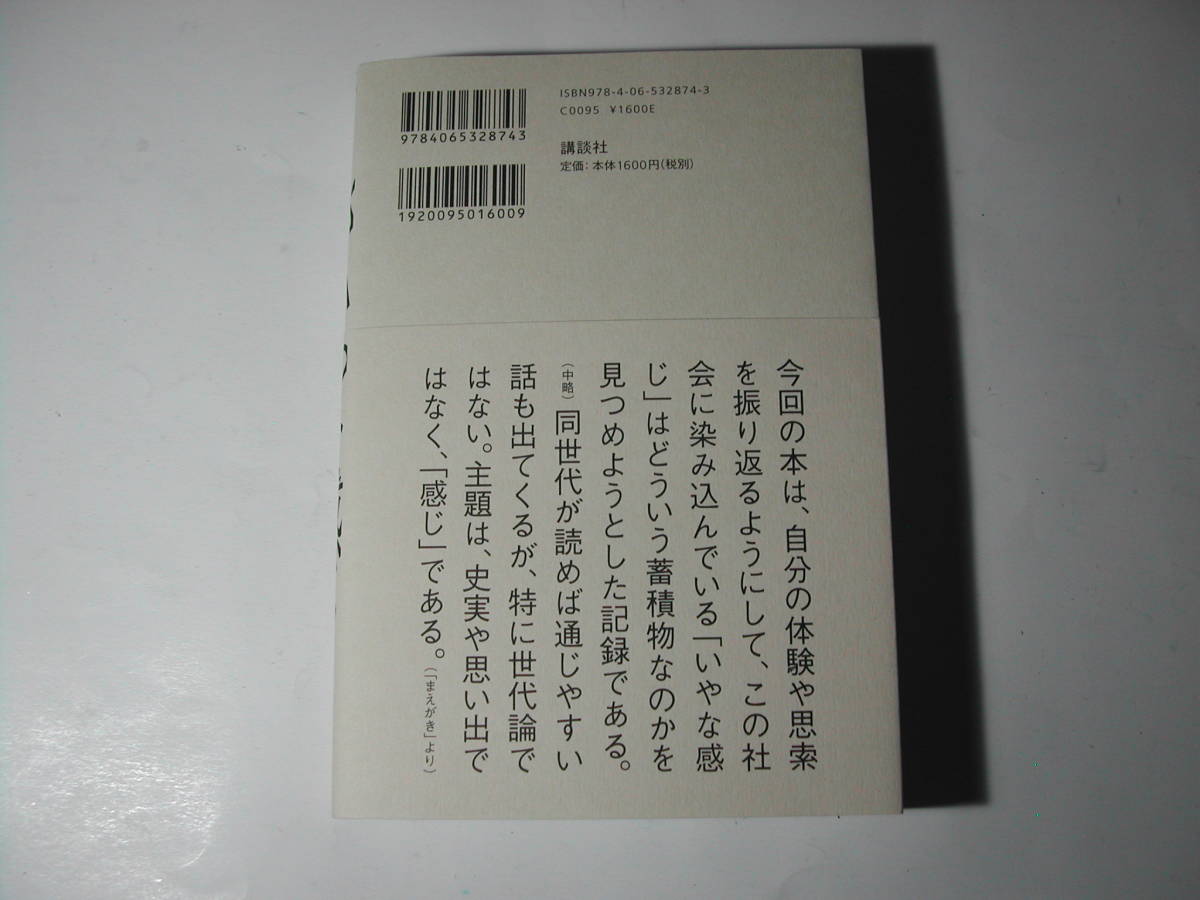 ISBN978-4-06-532874-3
C0095 ¥1600E
9784065328743
講談社
定価：本体1600円（税別）
1920095016009
今回の本は、自分の体験や思索
を振り返るようにして、この社
会に染み込んでいる「いやな感
じ」はどういう蓄積物なのかを
見つめようとした記録である。
（中略）同世代が読めば通じやすい
話も出てくるが、特に世代論で
はない。主題は、史実や思い出で
はなく、「感じ」である。（「まえがき」より）